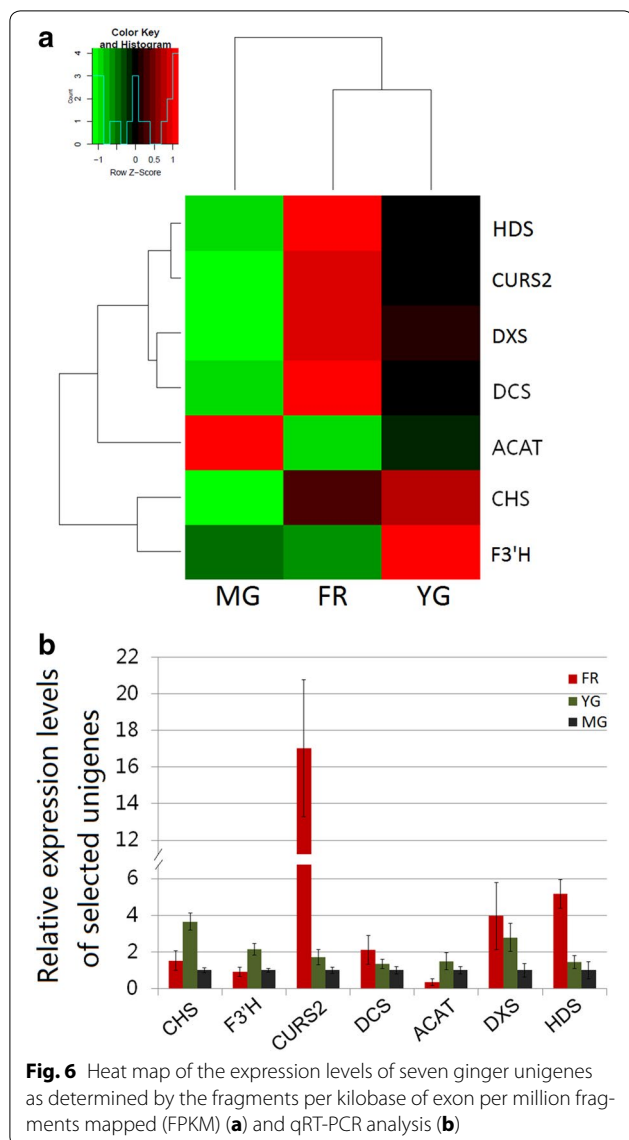 a
Color Key
and Histogram
Count
0 1 2 3 4
−1 0 0.5 1
Row Z−Score
HDS
CURS2
DXS
DCS
ACAT
CHS
F3'H
MG FR YG
b
Relative expression levels
of selected unigenes
22
20
18
16
14
12
6
4
2
0
FR
YG
MG
CHS F3'H CURS2 DCS ACAT DXS HDS
Fig. 6 Heat map of the expression levels of seven ginger unigenes
as determined by the fragments per kilobase of exon per million frag-
ments mapped (FPKM) (a) and qRT-PCR analysis (b)